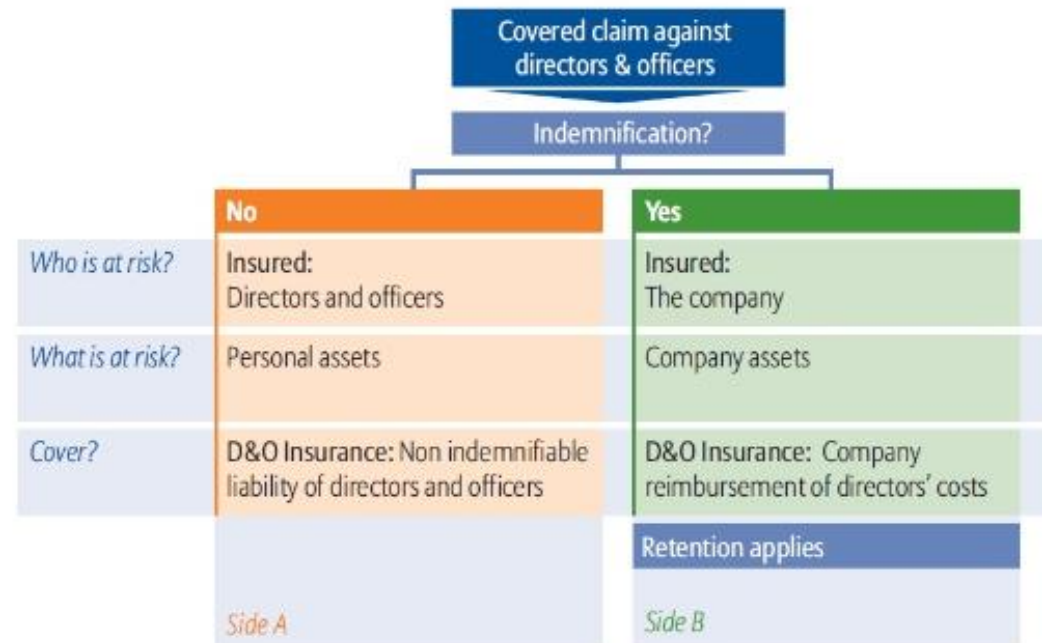 Covered claim against
directors & officers
Indemnification?
No
Yes
Who is at risk?
Insured:
Directors and officers
Insured:
The company
What is at risk?
Personal assets
Company assets
Cover?
D&O Insurance: Non indemnifiable
liability of directors and officers
D&O Insurance: Company
reimbursement of directors' costs
Retention applies
Side A
Side B